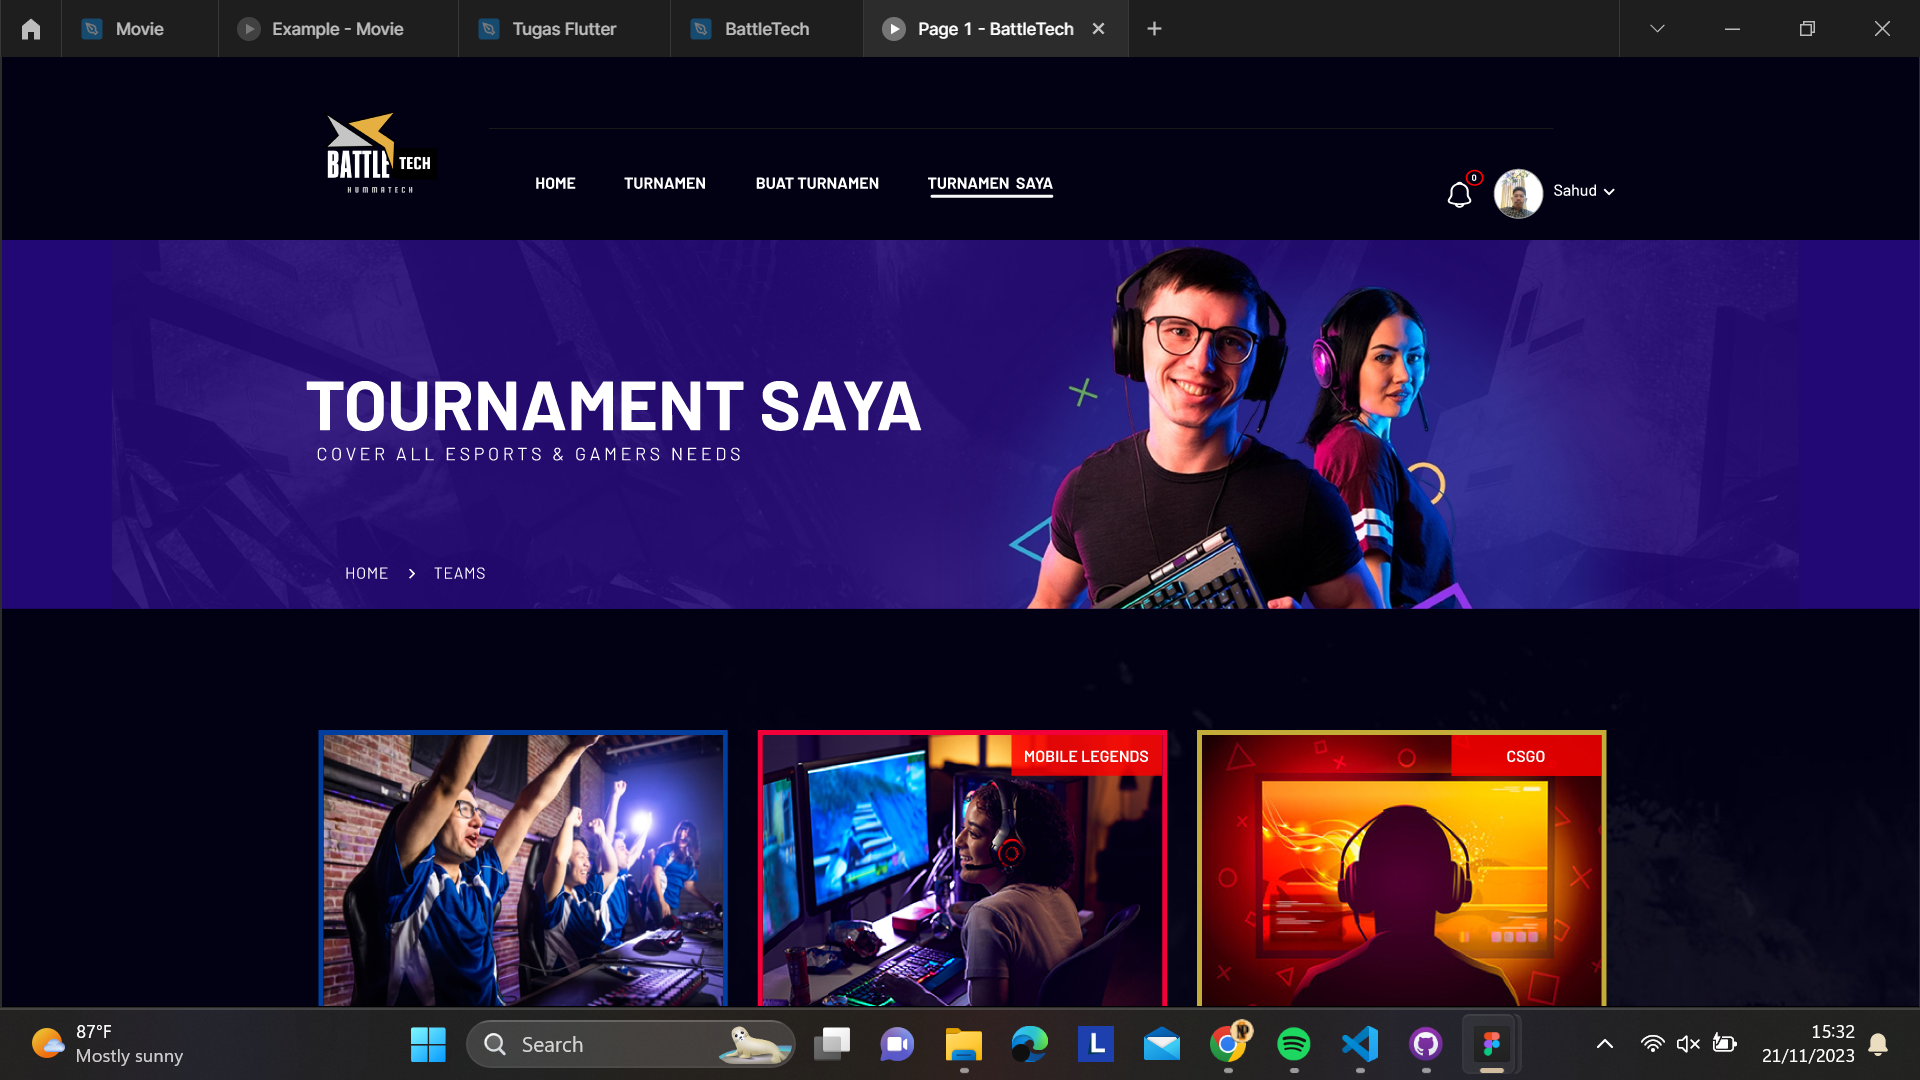 Movie
Example - Movie
Tugas Flutter
BattleTech
Page 1 - BattleTech
BATTLE TECH
HUMMATECH
HOME
TURNAMEN
BUAT TURNAMEN
TURNAMEN SAYA
0
Sahud
TOURNAMENT SAYA
COVER ALL ESPORTS & GAMERS NEEDS
HOME > TEAMS
MOBILE LEGENDS
CSGO
87°F
Mostly sunny
Search
L
15:32
21/11/2023